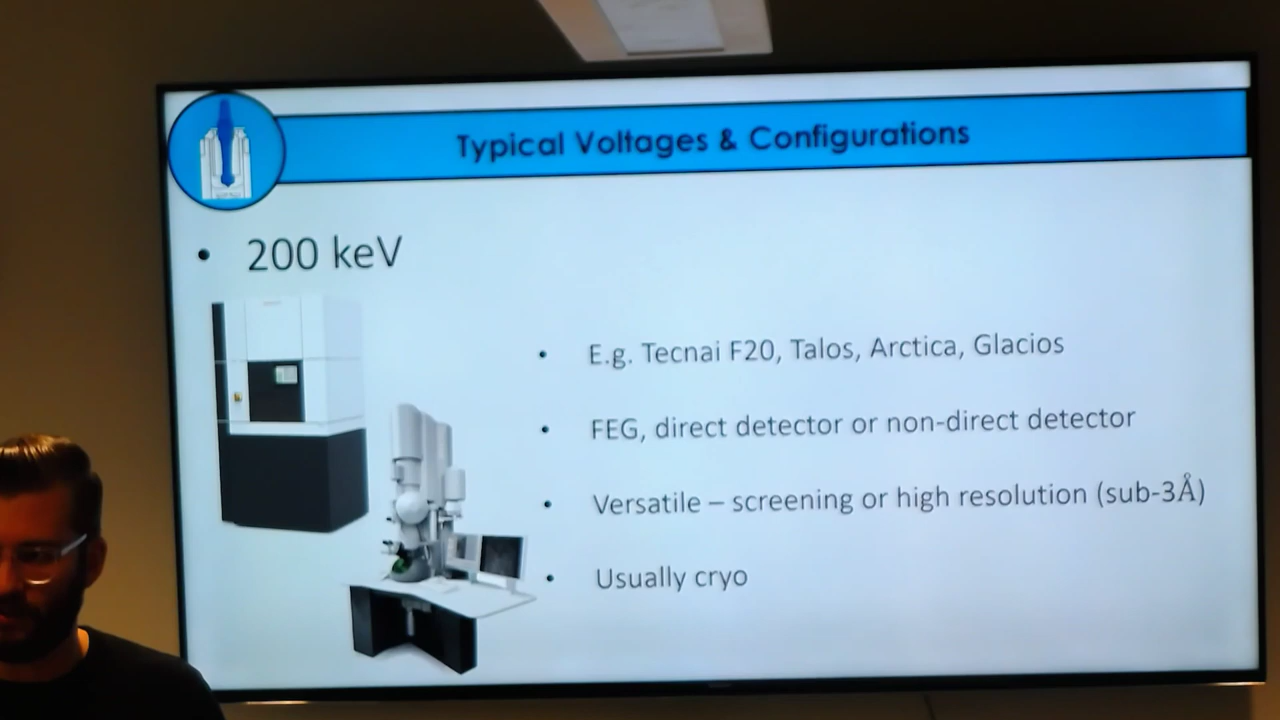 Typical Voltages & Configurations
• 200 keV
• E.g. Tecnai F20, Talos, Arctica, Glacios
• FEG, direct detector or non-direct detector
• Versatile – screening or high resolution (sub-3Å)
• Usually cryo